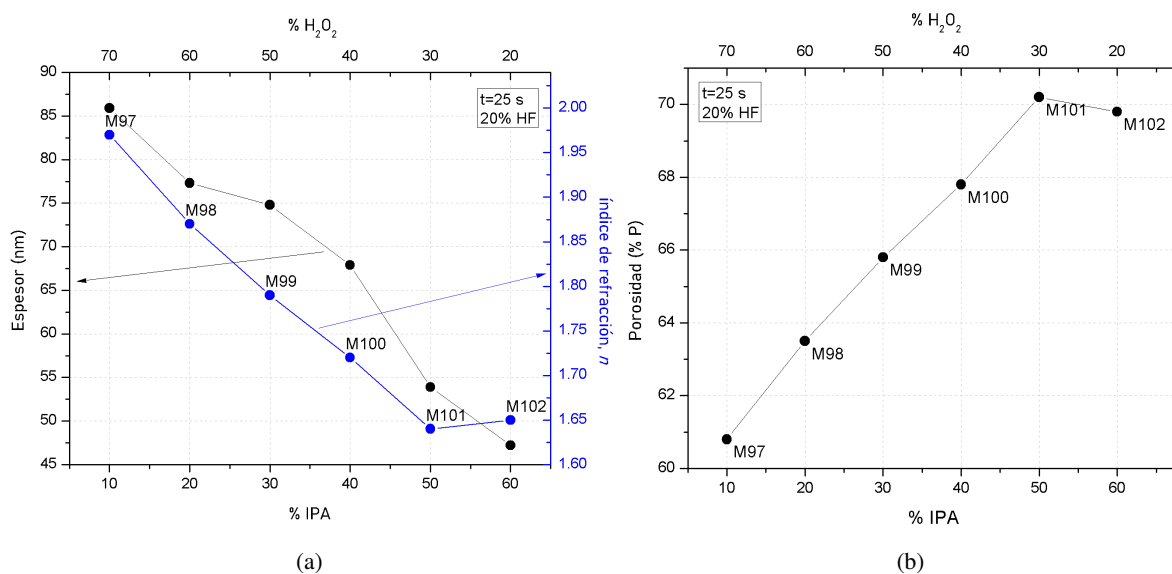 % H2O2
70 60 50 40 30 20
90
85
80
75
70
65
60
55
50
45
Espesor (nm)
t=25 s
20% HF
M97
M98
M99
M100
M101
M102
2.00
1.95
1.90
1.85
1.80
1.75
1.70
1.65
1.60
índice de refracción, n
10 20 30 40 50 60
% IPA
(a)
% H2O2
70 60 50 40 30 20
70
68
66
64
62
60
Porosidad (% P)
t=25 s
20% HF
M101
M102
M100
M99
M98
M97
10 20 30 40 50 60
% IPA
(b)